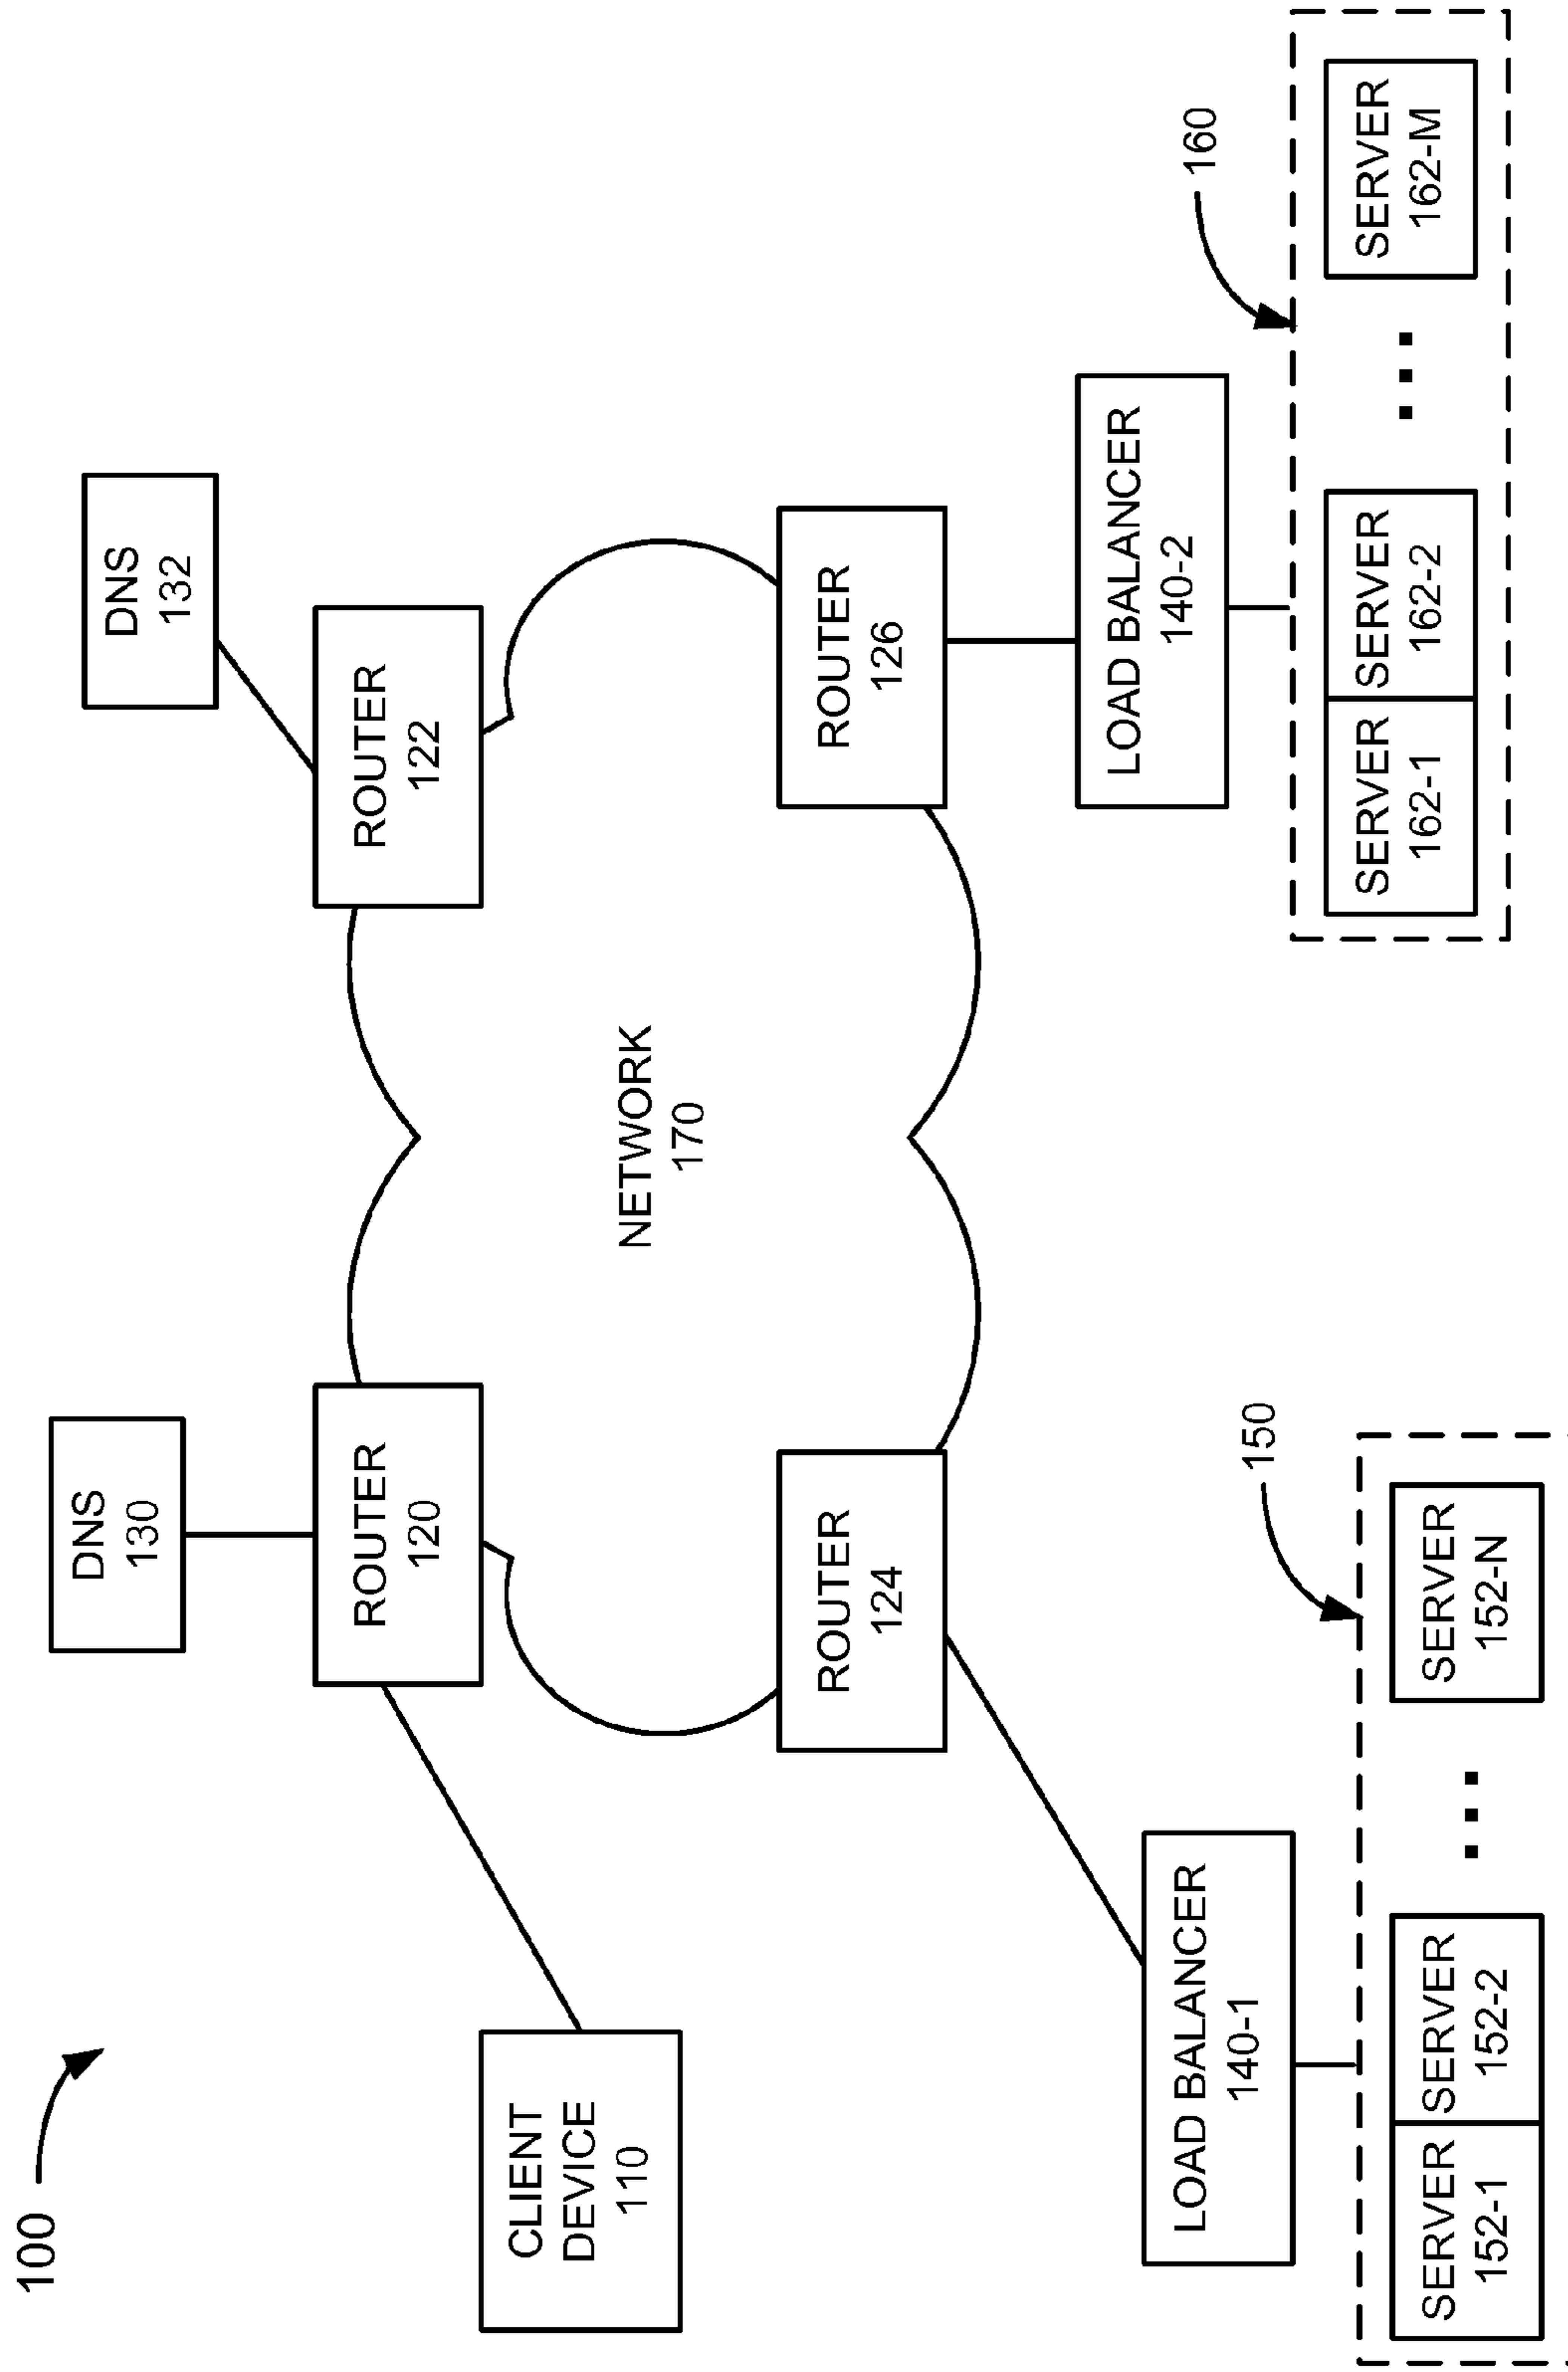 100
DNS
130
DNS
132
CLIENT
DEVICE
110
ROUTER
120
ROUTER
122
NETWORK
170
ROUTER
124
ROUTER
126
LOAD BALANCER
140-1
LOAD BALANCER
140-2
150
160
SERVER
152-1
SERVER
152-2
...
SERVER
152-N
SERVER
162-1
SERVER
162-2
...
SERVER
162-M